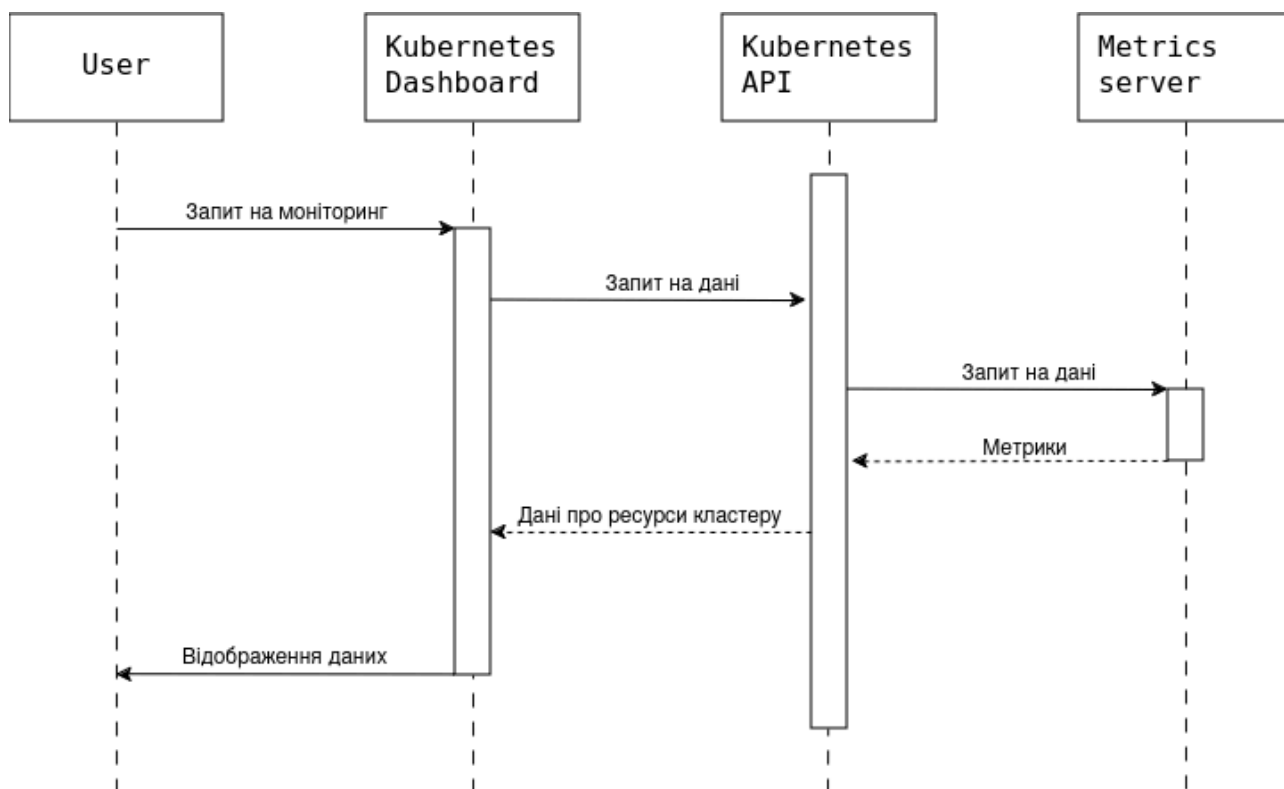 User
Kubernetes
Dashboard
Kubernetes
API
Metrics
server
Запит на моніторинг
Запит на дані
Запит на дані
Метрики
Дані про ресурси кластеру
Відображення даних